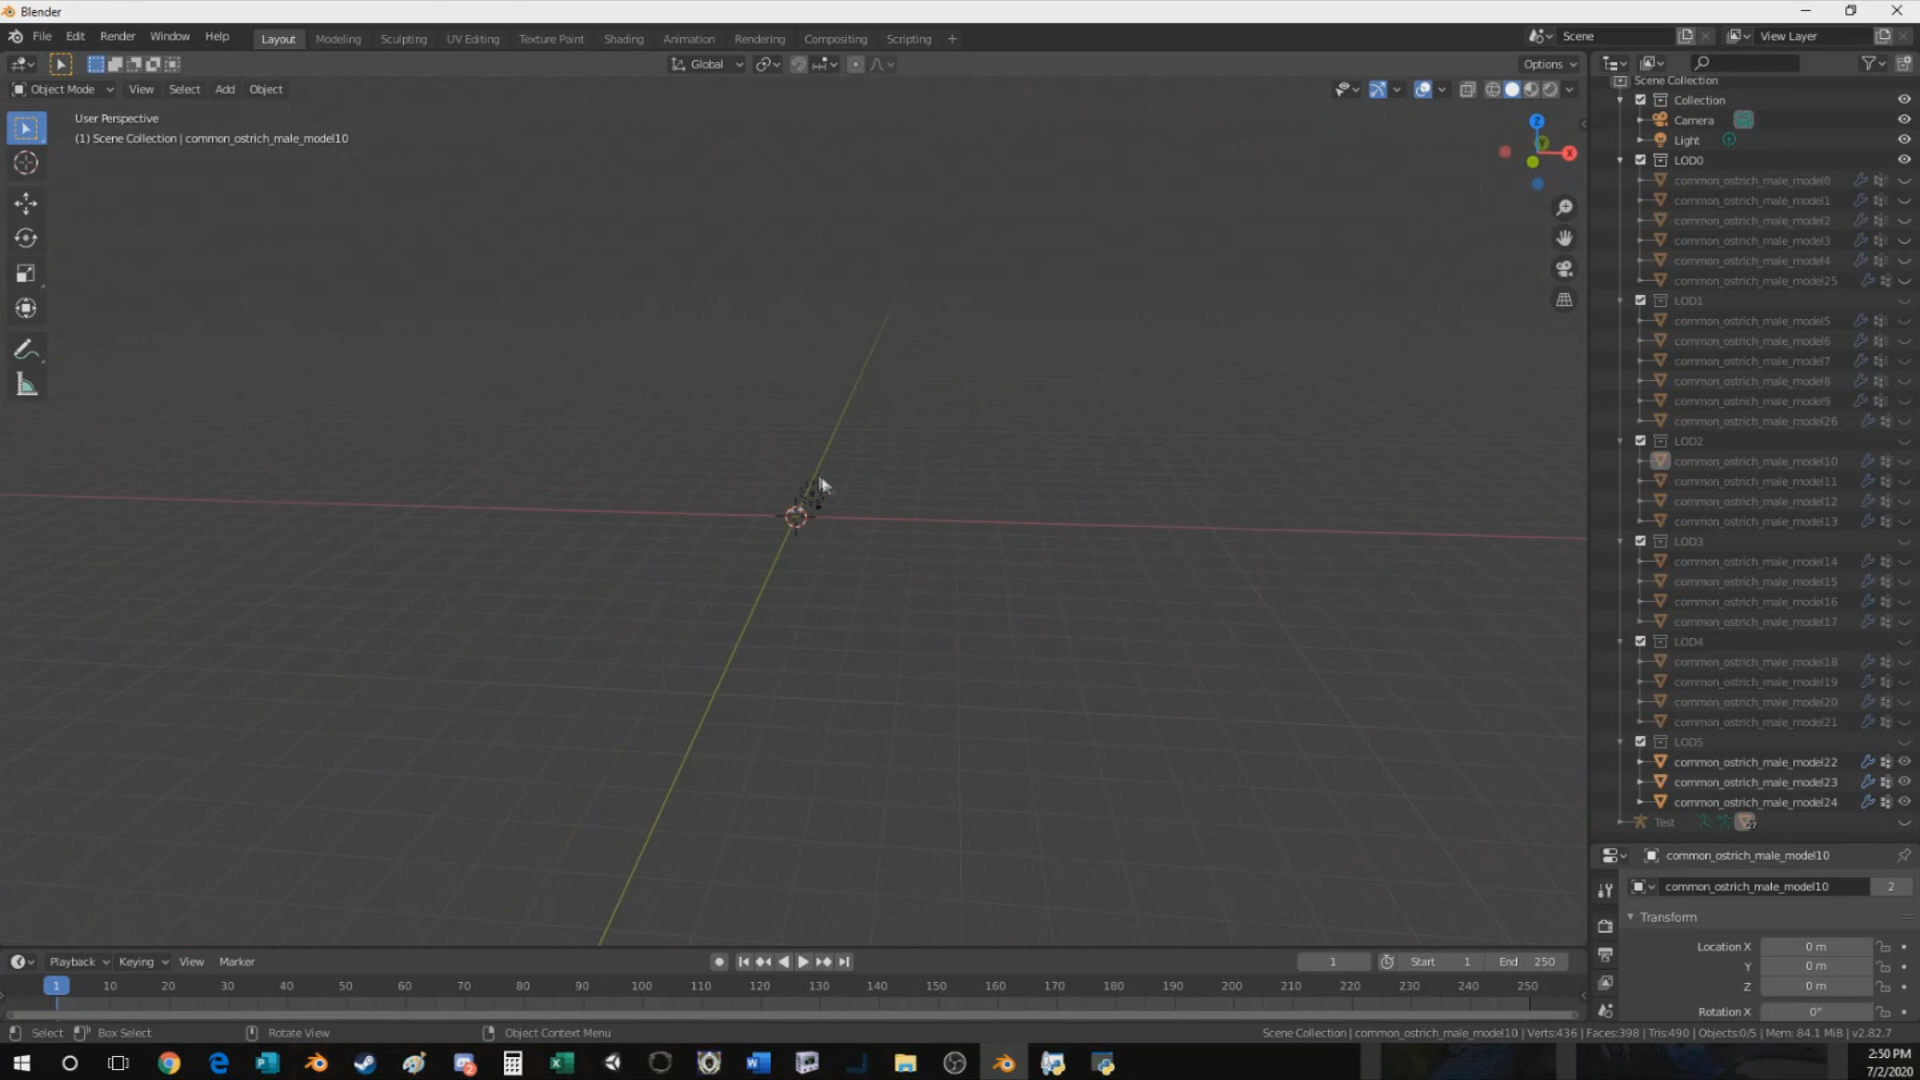 Blender
File Edit Render Window Help Layout Modeling Sculpting UV Editing Texture Paint Shading Animation Rendering Compositing Scripting + Scene View Layer
Global Options
Object Mode View Select Add Object
User Perspective
(1) Scene Collection | common_ostrich_male_model10
Z
Y
X
Scene Collection
Collection
Camera
Light
LOD0
common_ostrich_male_model0
common_ostrich_male_model1
common_ostrich_male_model2
common_ostrich_male_model3
common_ostrich_male_model4
common_ostrich_male_model25
LOD1
common_ostrich_male_model5
common_ostrich_male_model6
common_ostrich_male_model7
common_ostrich_male_model8
common_ostrich_male_model9
common_ostrich_male_model26
LOD2
common_ostrich_male_model10
common_ostrich_male_model11
common_ostrich_male_model12
common_ostrich_male_model13
LOD3
common_ostrich_male_model14
common_ostrich_male_model15
common_ostrich_male_model16
common_ostrich_male_model17
LOD4
common_ostrich_male_model18
common_ostrich_male_model19
common_ostrich_male_model20
common_ostrich_male_model21
LOD5
common_ostrich_male_model22
common_ostrich_male_model23
common_ostrich_male_model24
Test 27
common_ostrich_male_model10
common_ostrich_male_model10 2
Transform
Location X 0 m
Y 0 m
Z 0 m
Rotation X 0°
Playback Keying View Marker 1 Start 1 End 250
1 10 20 30 40 50 60 70 80 90 100 110 120 130 140 150 160 170 180 190 200 210 220 230 240 250
Select Box Select Rotate View Object Context Menu Scene Collection | common_ostrich_male_model10 | Verts:436 | Faces:398 | Tris:490 | Objects:0/5 | Mem: 84.1 MiB | v2.82.7
2:50 PM
7/2/2020